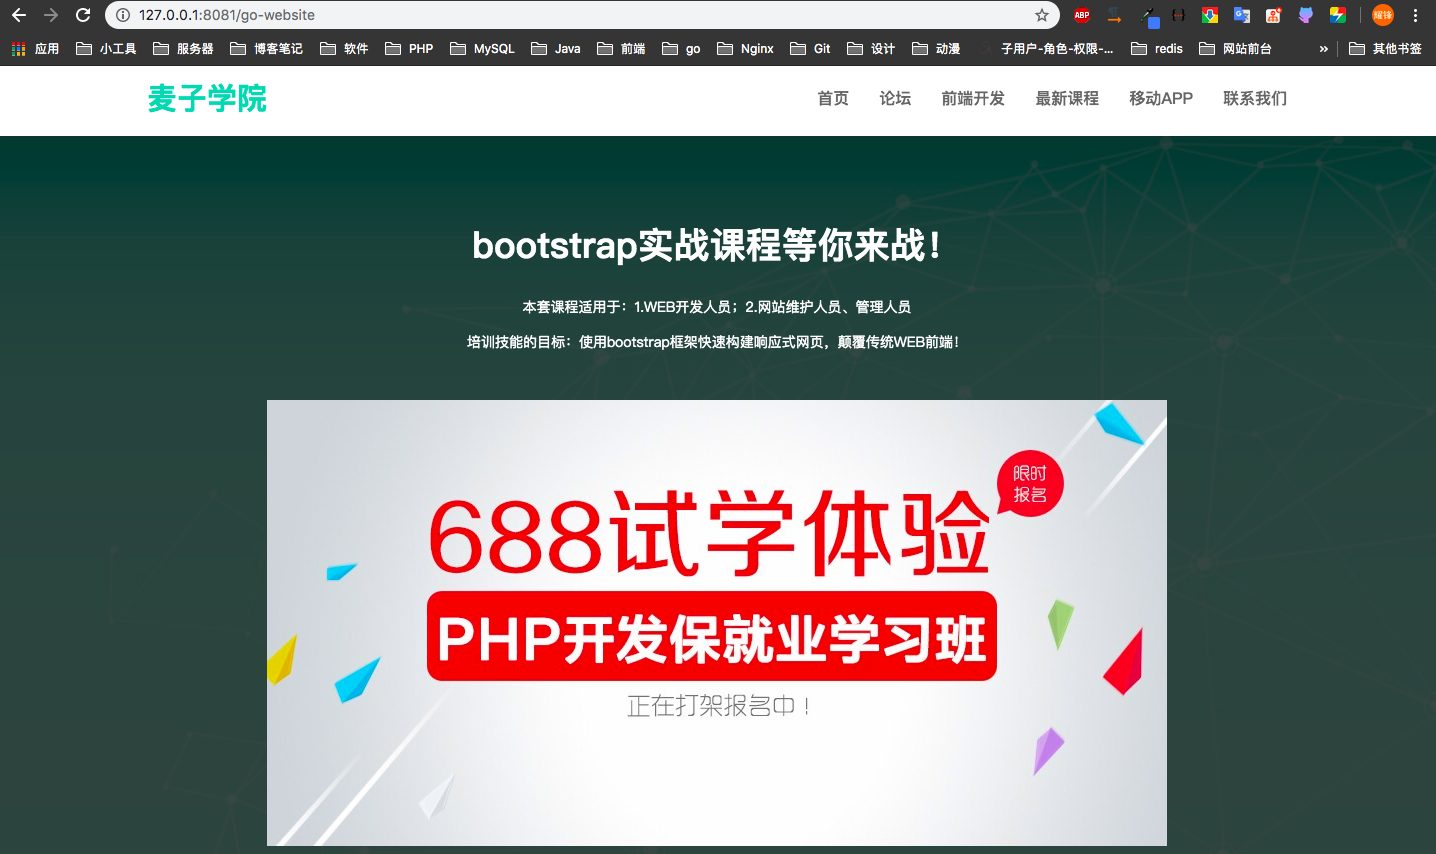 127.0.0.1:8081/go-website
ABP
耀锋
应用 小工具 服务器 博客笔记 软件 PHP MySQL Java 前端 go Nginx Git 设计 动漫 子用户-角色-权限-... redis 网站前台 » 其他书签
麦子学院
首页 论坛 前端开发 最新课程 移动APP 联系我们
bootstrap实战课程等你来战！
本套课程适用于：1.WEB开发人员；2.网站维护人员、管理人员
培训技能的目标：使用bootstrap框架快速构建响应式网页，颠覆传统WEB前端！
限时
报名
688试学体验
PHP开发保就业学习班
正在打架报名中！